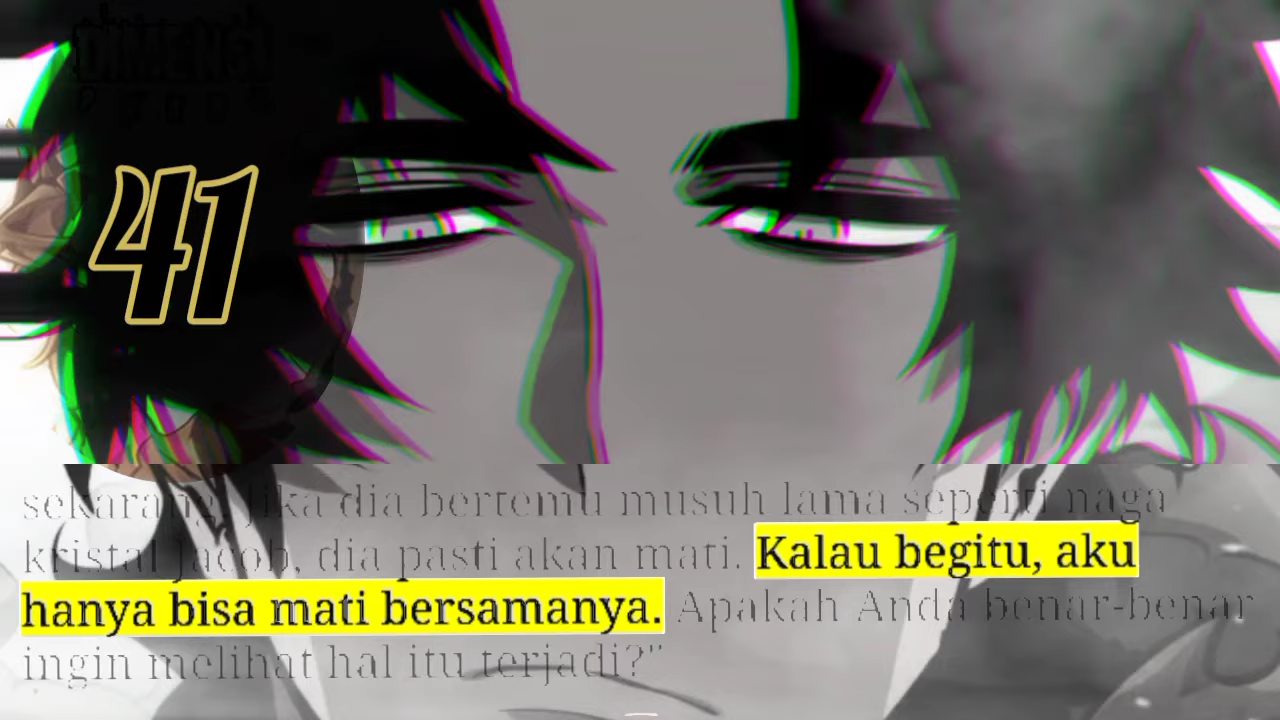 DIMENSI
41
sekarang. Jika dia bertemu musuh lama seperti naga
kristal Jacob, dia pasti akan mati. Kalau begitu, aku
hanya bisa mati bersamanya. Apakah Anda benar-benar
ingin melihat hal itu terjadi?"